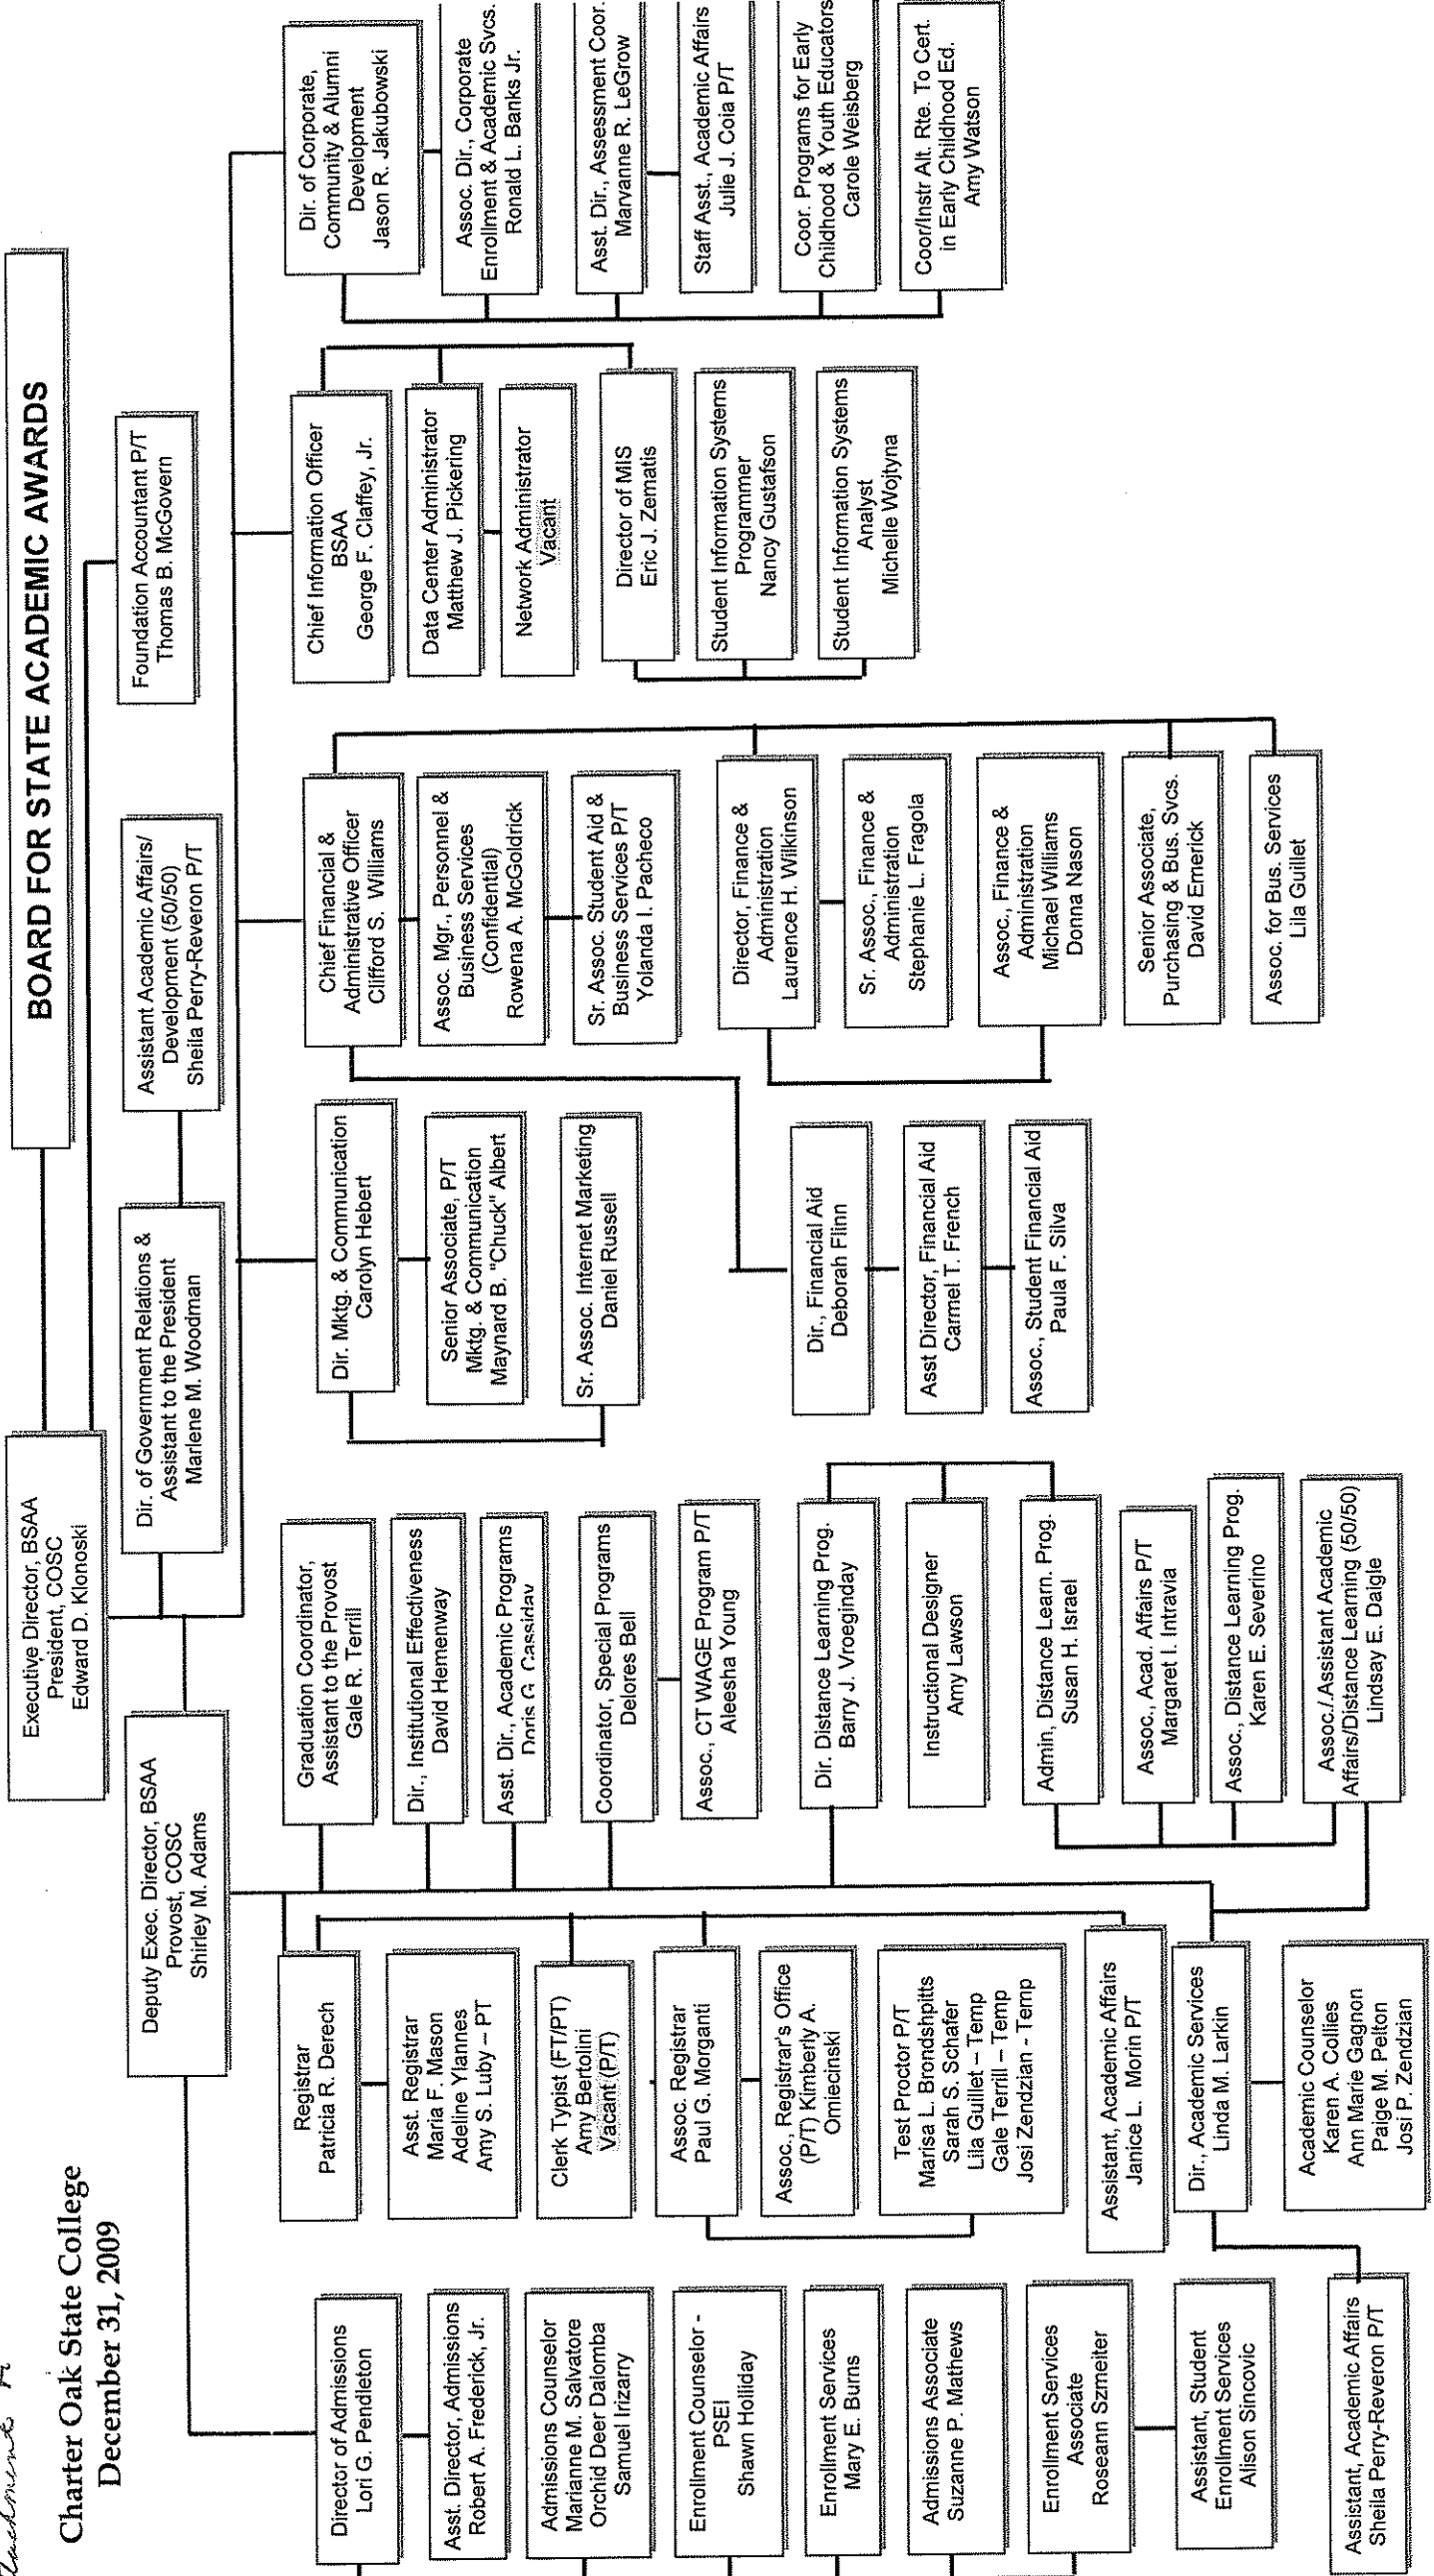 Charter Oak State College
December 31, 2009
BOARD FOR STATE ACADEMIC AWARDS
Executive Director, BSAA
President, COSC
Edward D. Klonoski
Foundation Accountant P/T
Thomas B. McGovern
Dir. of Government Relations &
Assistant to the President
Marlene M. Woodman
Assistant Academic Affairs/
Development (50/50)
Sheila Perry-Reveron P/T
Deputy Exec. Director, BSAA
Provost, COSC
Shirley M. Adams
Director of Admissions
Lori G. Pendleton
Asst. Director, Admissions
Robert A. Frederick, Jr.
Admissions Counselor
Marianne M. Salvatore
Orchid Deer Dalomba
Samuel Irizarry
Enrollment Counselor -
PSEI
Shawn Holliday
Enrollment Services
Mary E. Burns
Admissions Associate
Suzanne P. Mathews
Enrollment Services
Associate
Roseann Szmeiter
Assistant, Student
Enrollment Services
Alison Sincovic
Assistant, Academic Affairs
Sheila Perry-Reveron P/T
Registrar
Patricia R. Derech
Asst. Registrar
Maria F. Mason
Adeline Ylannes
Amy S. Luby – PT
Clerk Typist (FT/PT)
Amy Bertolini
Vacant (P/T)
Assoc. Registrar
Paul G. Morganti
Assoc., Registrar's Office
(P/T) Kimberly A.
Omiecinski
Test Proctor P/T
Marisa L. Brondshpitts
Sarah S. Schafer
Lila Guillet – Temp
Gale Terrill – Temp
Josi Zendzian - Temp
Assistant, Academic Affairs
Janice L. Morin P/T
Dir., Academic Services
Linda M. Larkin
Academic Counselor
Karen A. Collies
Ann Marie Gagnon
Paige M. Pelton
Josi P. Zendzian
Graduation Coordinator,
Assistant to the Provost
Gale R. Terrill
Dir., Institutional Effectiveness
David Hemenway
Asst. Dir., Academic Programs
Doris G. Cassidy
Coordinator, Special Programs
Delores Bell
Assoc., CT WAGE Program P/T
Aleesha Young
Dir. Distance Learning Prog.
Barry J. Vroeginday
Instructional Designer
Amy Lawson
Admin, Distance Learn. Prog.
Susan H. Israel
Assoc., Acad. Affairs P/T
Margaret I. Intravia
Assoc., Distance Learning Prog.
Karen E. Severino
Assoc./Assistant Academic
Affairs/Distance Learning (50/50)
Lindsay E. Daigle
Dir. Mktg. & Communication
Carolyn Hebert
Senior Associate, P/T
Mktg. & Communication
Maynard B. "Chuck" Albert
Sr. Assoc. Internet Marketing
Daniel Russell
Dir., Financial Aid
Deborah Flinn
Asst Director, Financial Aid
Carmel T. French
Assoc., Student Financial Aid
Paula F. Silva
Chief Financial &
Administrative Officer
Clifford S. Williams
Assoc. Mgr., Personnel &
Business Services
(Confidential)
Rowena A. McGoldrick
Sr. Assoc. Student Aid &
Business Services P/T
Yolanda I. Pacheco
Director, Finance &
Administration
Laurence H. Wilkinson
Sr. Assoc., Finance &
Administration
Stephanie L. Fragola
Assoc., Finance &
Administration
Michael Williams
Donna Nason
Senior Associate,
Purchasing & Bus. Svcs.
David Emerick
Assoc. for Bus. Services
Lila Guillet
Chief Information Officer
BSAA
George F. Claffey, Jr.
Data Center Administrator
Matthew J. Pickering
Network Administrator
Vacant
Director of MIS
Eric J. Zematis
Student Information Systems
Programmer
Nancy Gustafson
Student Information Systems
Analyst
Michelle Wojtyna
Dir. of Corporate,
Community & Alumni
Development
Jason R. Jakubowski
Assoc. Dir., Corporate
Enrollment & Academic Svcs.
Ronald L. Banks Jr.
Asst. Dir., Assessment Coor.
Marvanne R. LeGrow
Staff Asst., Academic Affairs
Julie J. Coia P/T
Coor. Programs for Early
Childhood & Youth Educators
Carole Weisberg
Coor/Instr Alt. Rte. To Cert.
in Early Childhood Ed.
Amy Watson